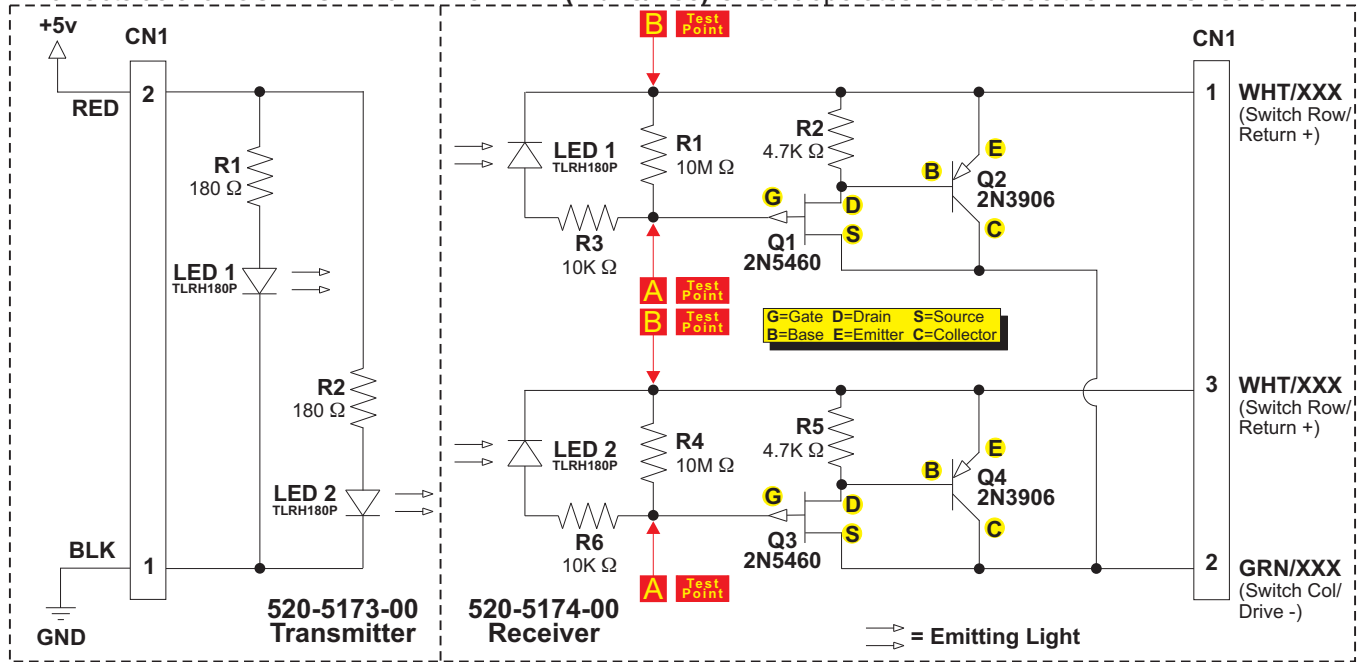 B Test Point
+5v
CN1
CN1
RED
2
1
WHT/XXX
(Switch Row/
Return +)
R1
180 Ω
LED 1
TLRH180P
R2
180 Ω
LED 2
TLRH180P
BLK
1
GND
520-5173-00
Transmitter
LED 1
TLRH180P
R1
10M Ω
R2
4.7K Ω
R3
10K Ω
G
D
S
Q1
2N5460
B
E
C
Q2
2N3906
A Test Point
B Test Point
G=Gate D=Drain S=Source
B=Base E=Emitter C=Collector
3
WHT/XXX
(Switch Row/
Return +)
LED 2
TLRH180P
R4
10M Ω
R5
4.7K Ω
R6
10K Ω
G
D
S
Q3
2N5460
B
E
C
Q4
2N3906
A Test Point
2
GRN/XXX
(Switch Col/
Drive -)
520-5174-00
Receiver
= Emitting Light